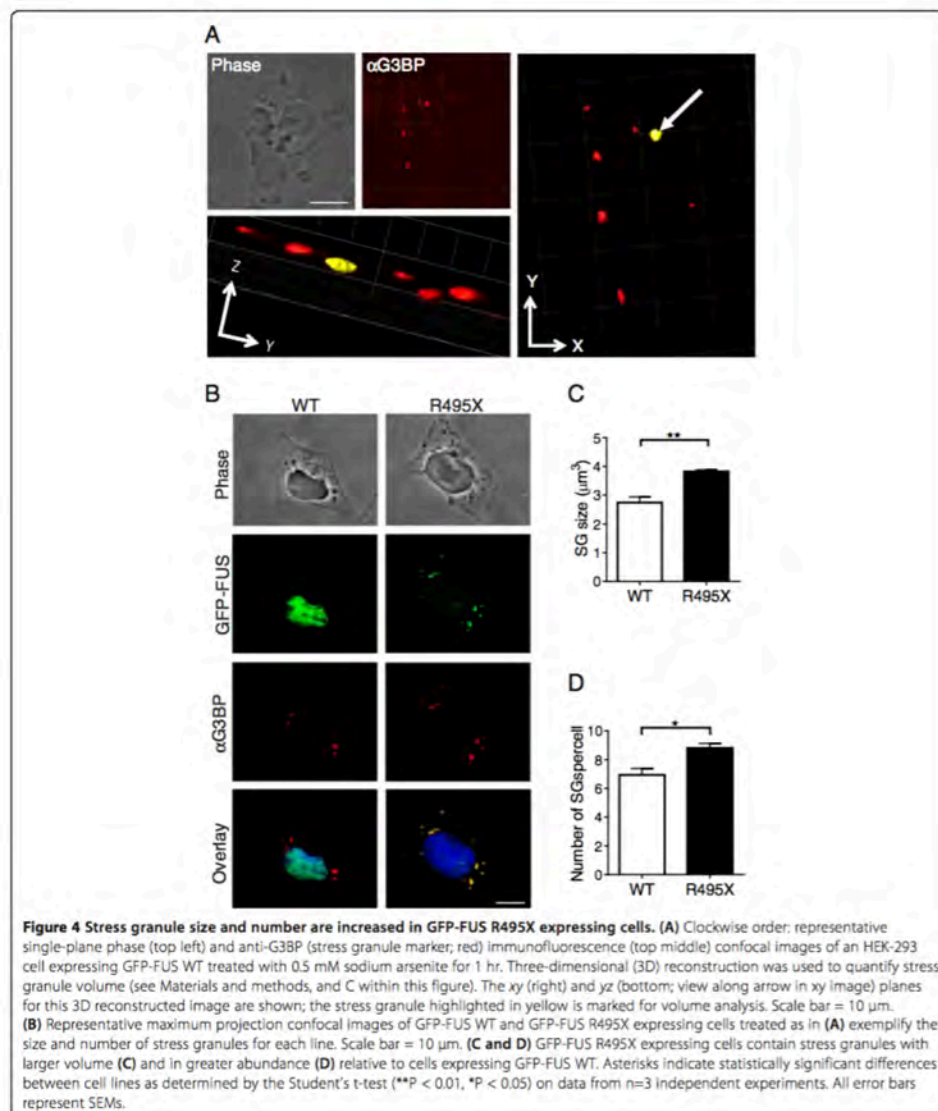 A
Phase
αG3BP
Z
Y
Y
X
B
WT
R495X
Phase
GFP-FUS
αG3BP
Overlay
C
**
SG size (μm³)
5
4
3
2
1
0
WT
R495X
D
*
Number of SGspercell
10
8
6
4
2
0
WT
R495X
Figure 4 Stress granule size and number are increased in GFP-FUS R495X expressing cells. (A) Clockwise order: representative
single-plane phase (top left) and anti-G3BP (stress granule marker; red) immunofluorescence (top middle) confocal images of an HEK-293
cell expressing GFP-FUS WT treated with 0.5 mM sodium arsenite for 1 hr. Three-dimensional (3D) reconstruction was used to quantify stress
granule volume (see Materials and methods, and C within this figure). The xy (right) and yz (bottom; view along arrow in xy image) planes
for this 3D reconstructed image are shown; the stress granule highlighted in yellow is marked for volume analysis. Scale bar = 10 μm.
(B) Representative maximum projection confocal images of GFP-FUS WT and GFP-FUS R495X expressing cells treated as in (A) exemplify the
size and number of stress granules for each line. Scale bar = 10 μm. (C and D) GFP-FUS R495X expressing cells contain stress granules with
larger volume (C) and in greater abundance (D) relative to cells expressing GFP-FUS WT. Asterisks indicate statistically significant differences
between cell lines as determined by the Student's t-test (**P < 0.01, *P < 0.05) on data from n=3 independent experiments. All error bars
represent SEMs.